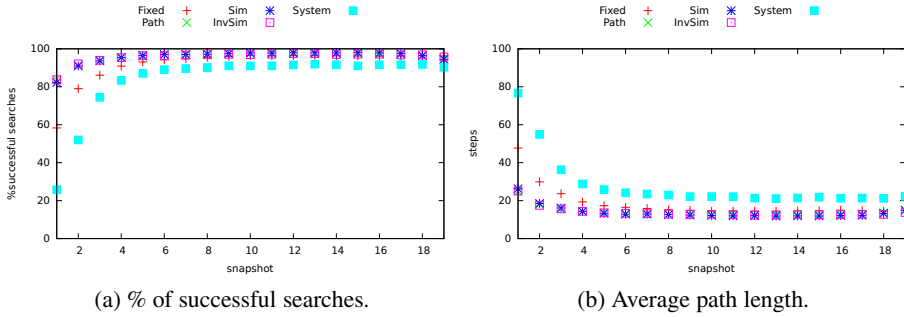 Fixed Sim System
Path InvSim
100
80
60
40
20
0
%successful searches
2 4 6 8 10 12 14 16 18
snapshot
(a) % of successful searches.
Fixed Sim System
Path InvSim
100
80
60
40
20
0
steps
2 4 6 8 10 12 14 16 18
snapshot
(b) Average path length.